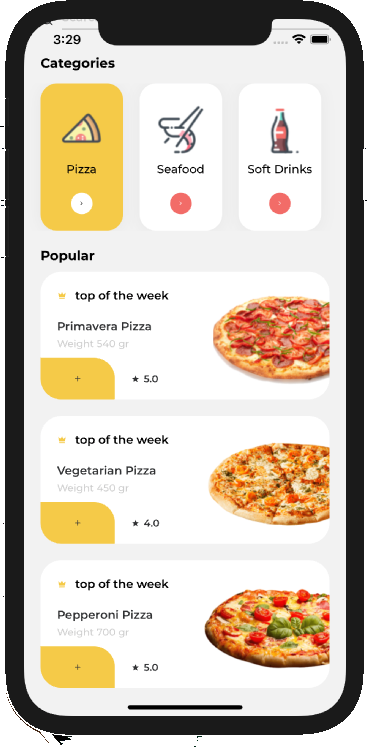 3:29
Categories
Pizza
Seafood
Soft Drinks
Popular
top of the week
Primavera Pizza
Weight 540 gr
+
5.0
top of the week
Vegetarian Pizza
Weight 450 gr
+
4.0
top of the week
Pepperoni Pizza
Weight 700 gr
+
5.0